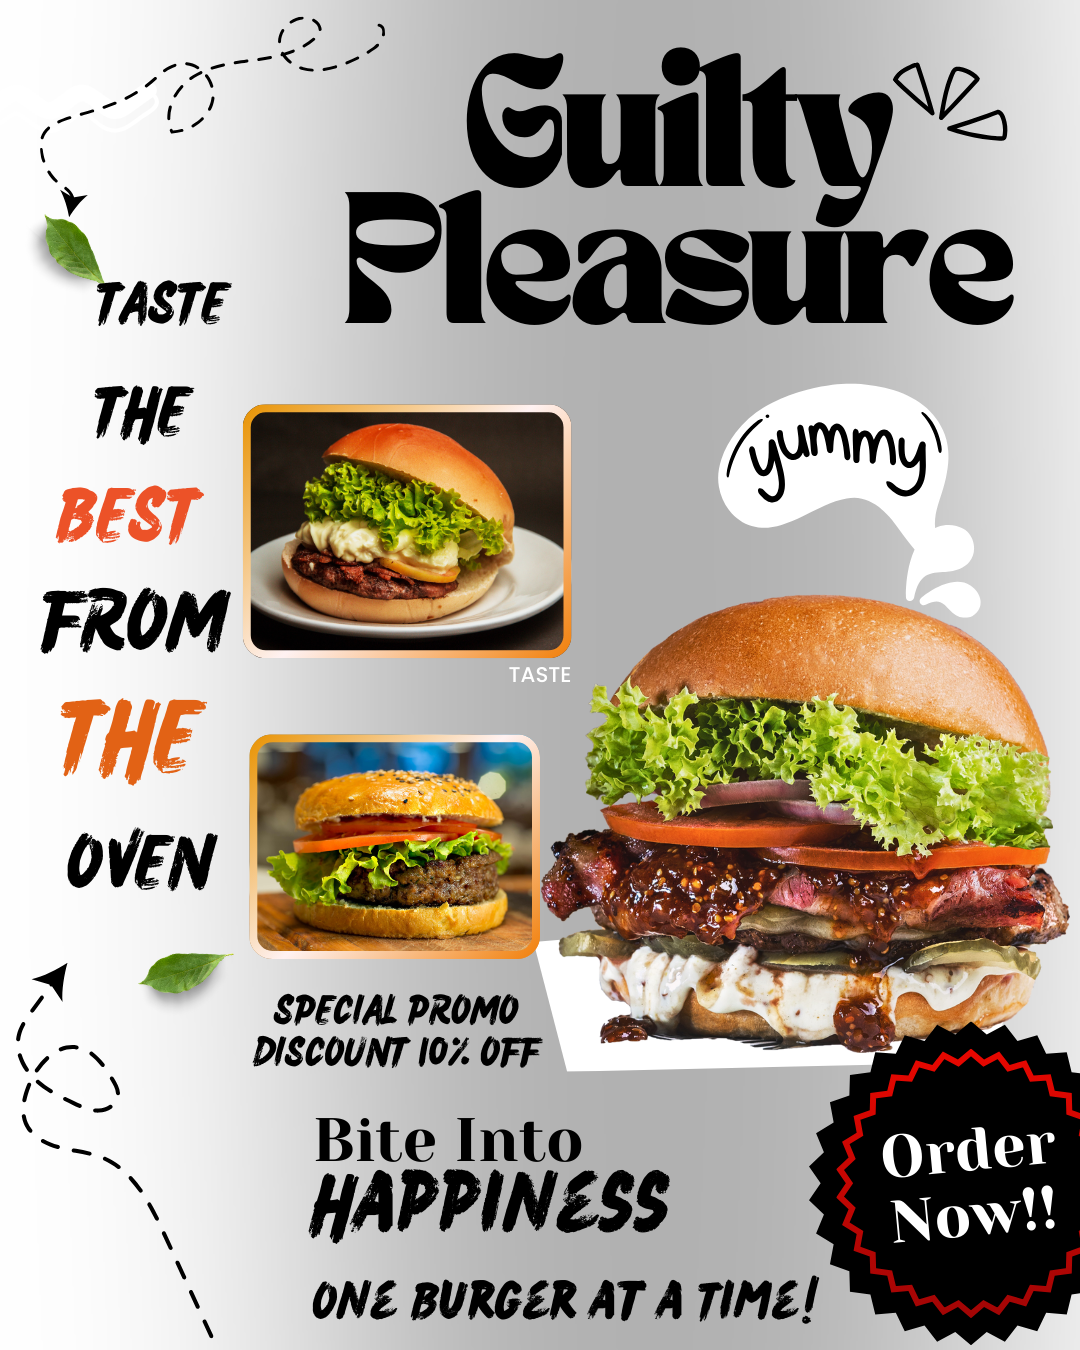 Guilty
Pleasure
TASTE
THE
BEST
FROM
THE
OVEN
yummy
TASTE
SPECIAL PROMO
DISCOUNT 10% OFF
Bite Into
HAPPINESS
ONE BURGER AT A TIME!
Order
Now!!